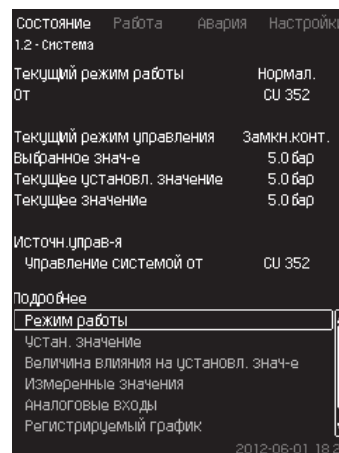 Состояние Работа Авария Настройки
1.2 - Система
Текущий режим работы Нормал.
От CU 352
Текущий режим управления Замкн.конт.
Выбранное знач-е 5.0 бар
Текущее установл. значение 5.0 бар
Текущее значение 5.0 бар
Источн.управ-я
Управление системой от CU 352
Подробнее
Режим работы
Устан. значение
Величина влияния на установл. знач-е
Измеренные значения
Аналоговые входы
Регистрируемый график
2012-06-01 18:2